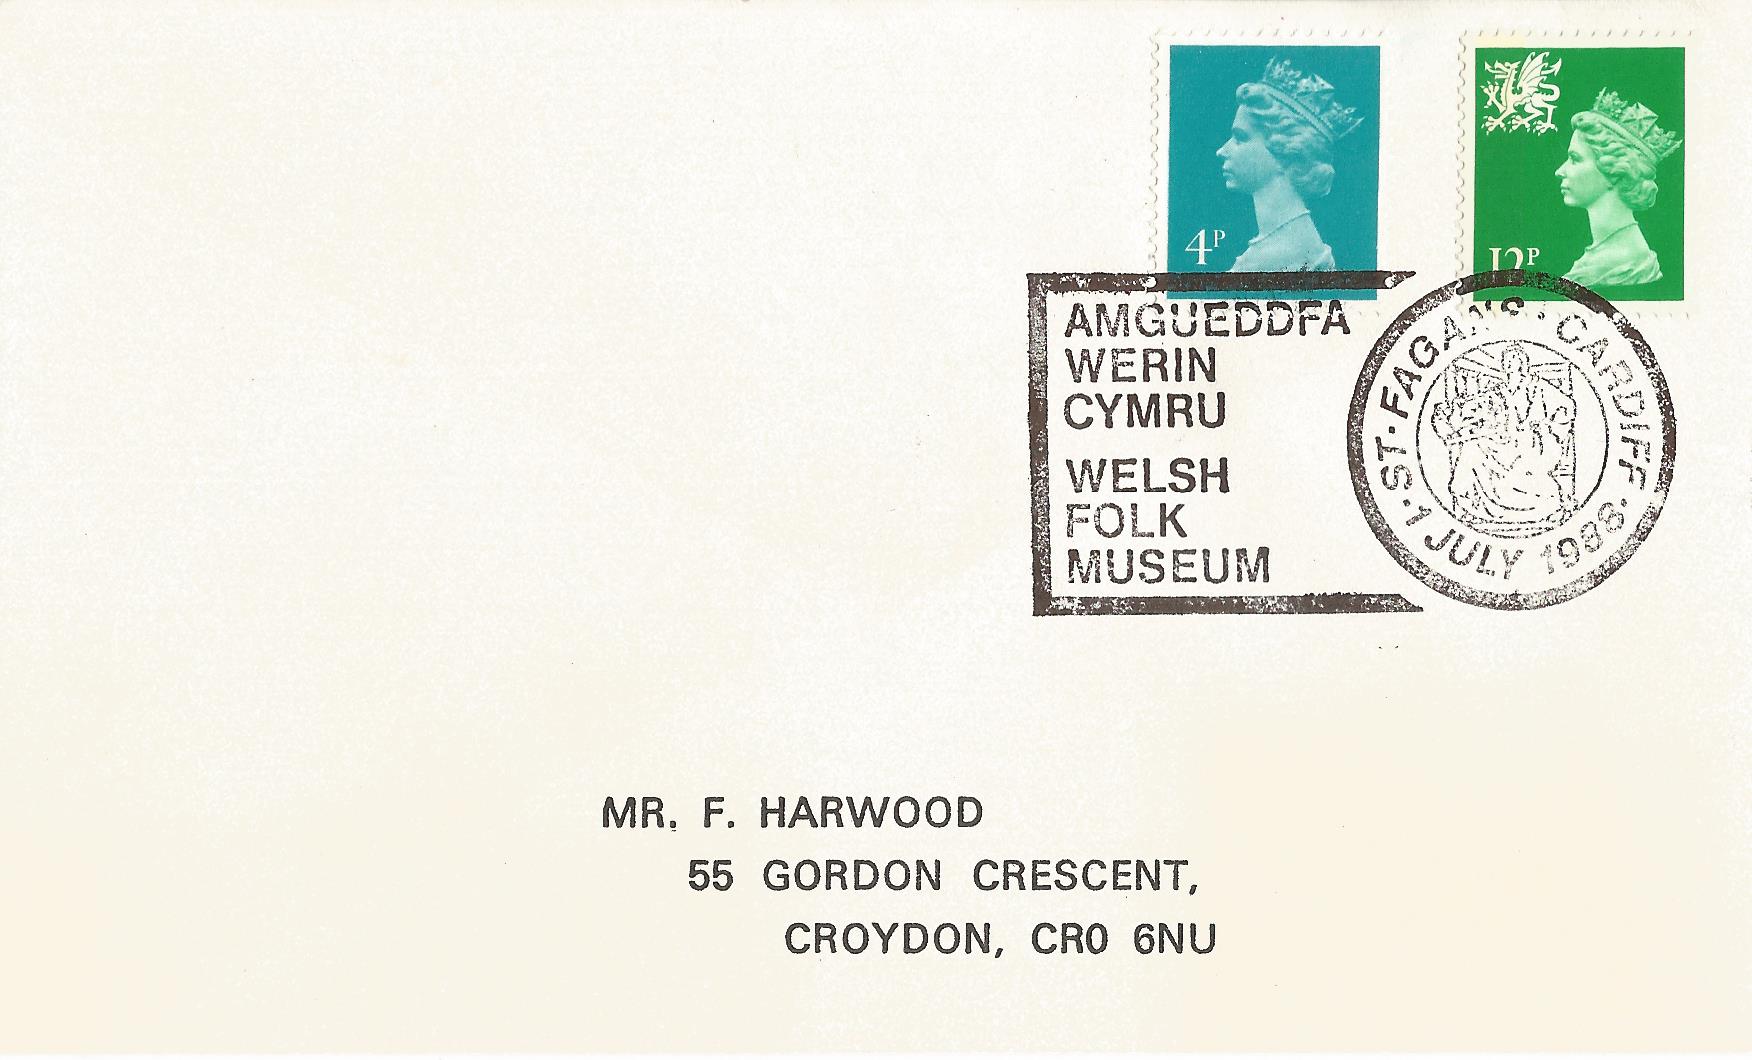 4P
12P
AMGUEDDFA
WERIN
CYMRU
WELSH
FOLK
MUSEUM
ST·FAGANS·CARDIFF·
·1 JULY 1988·
MR. F. HARWOOD
55 GORDON CRESCENT,
CROYDON, CR0 6NU